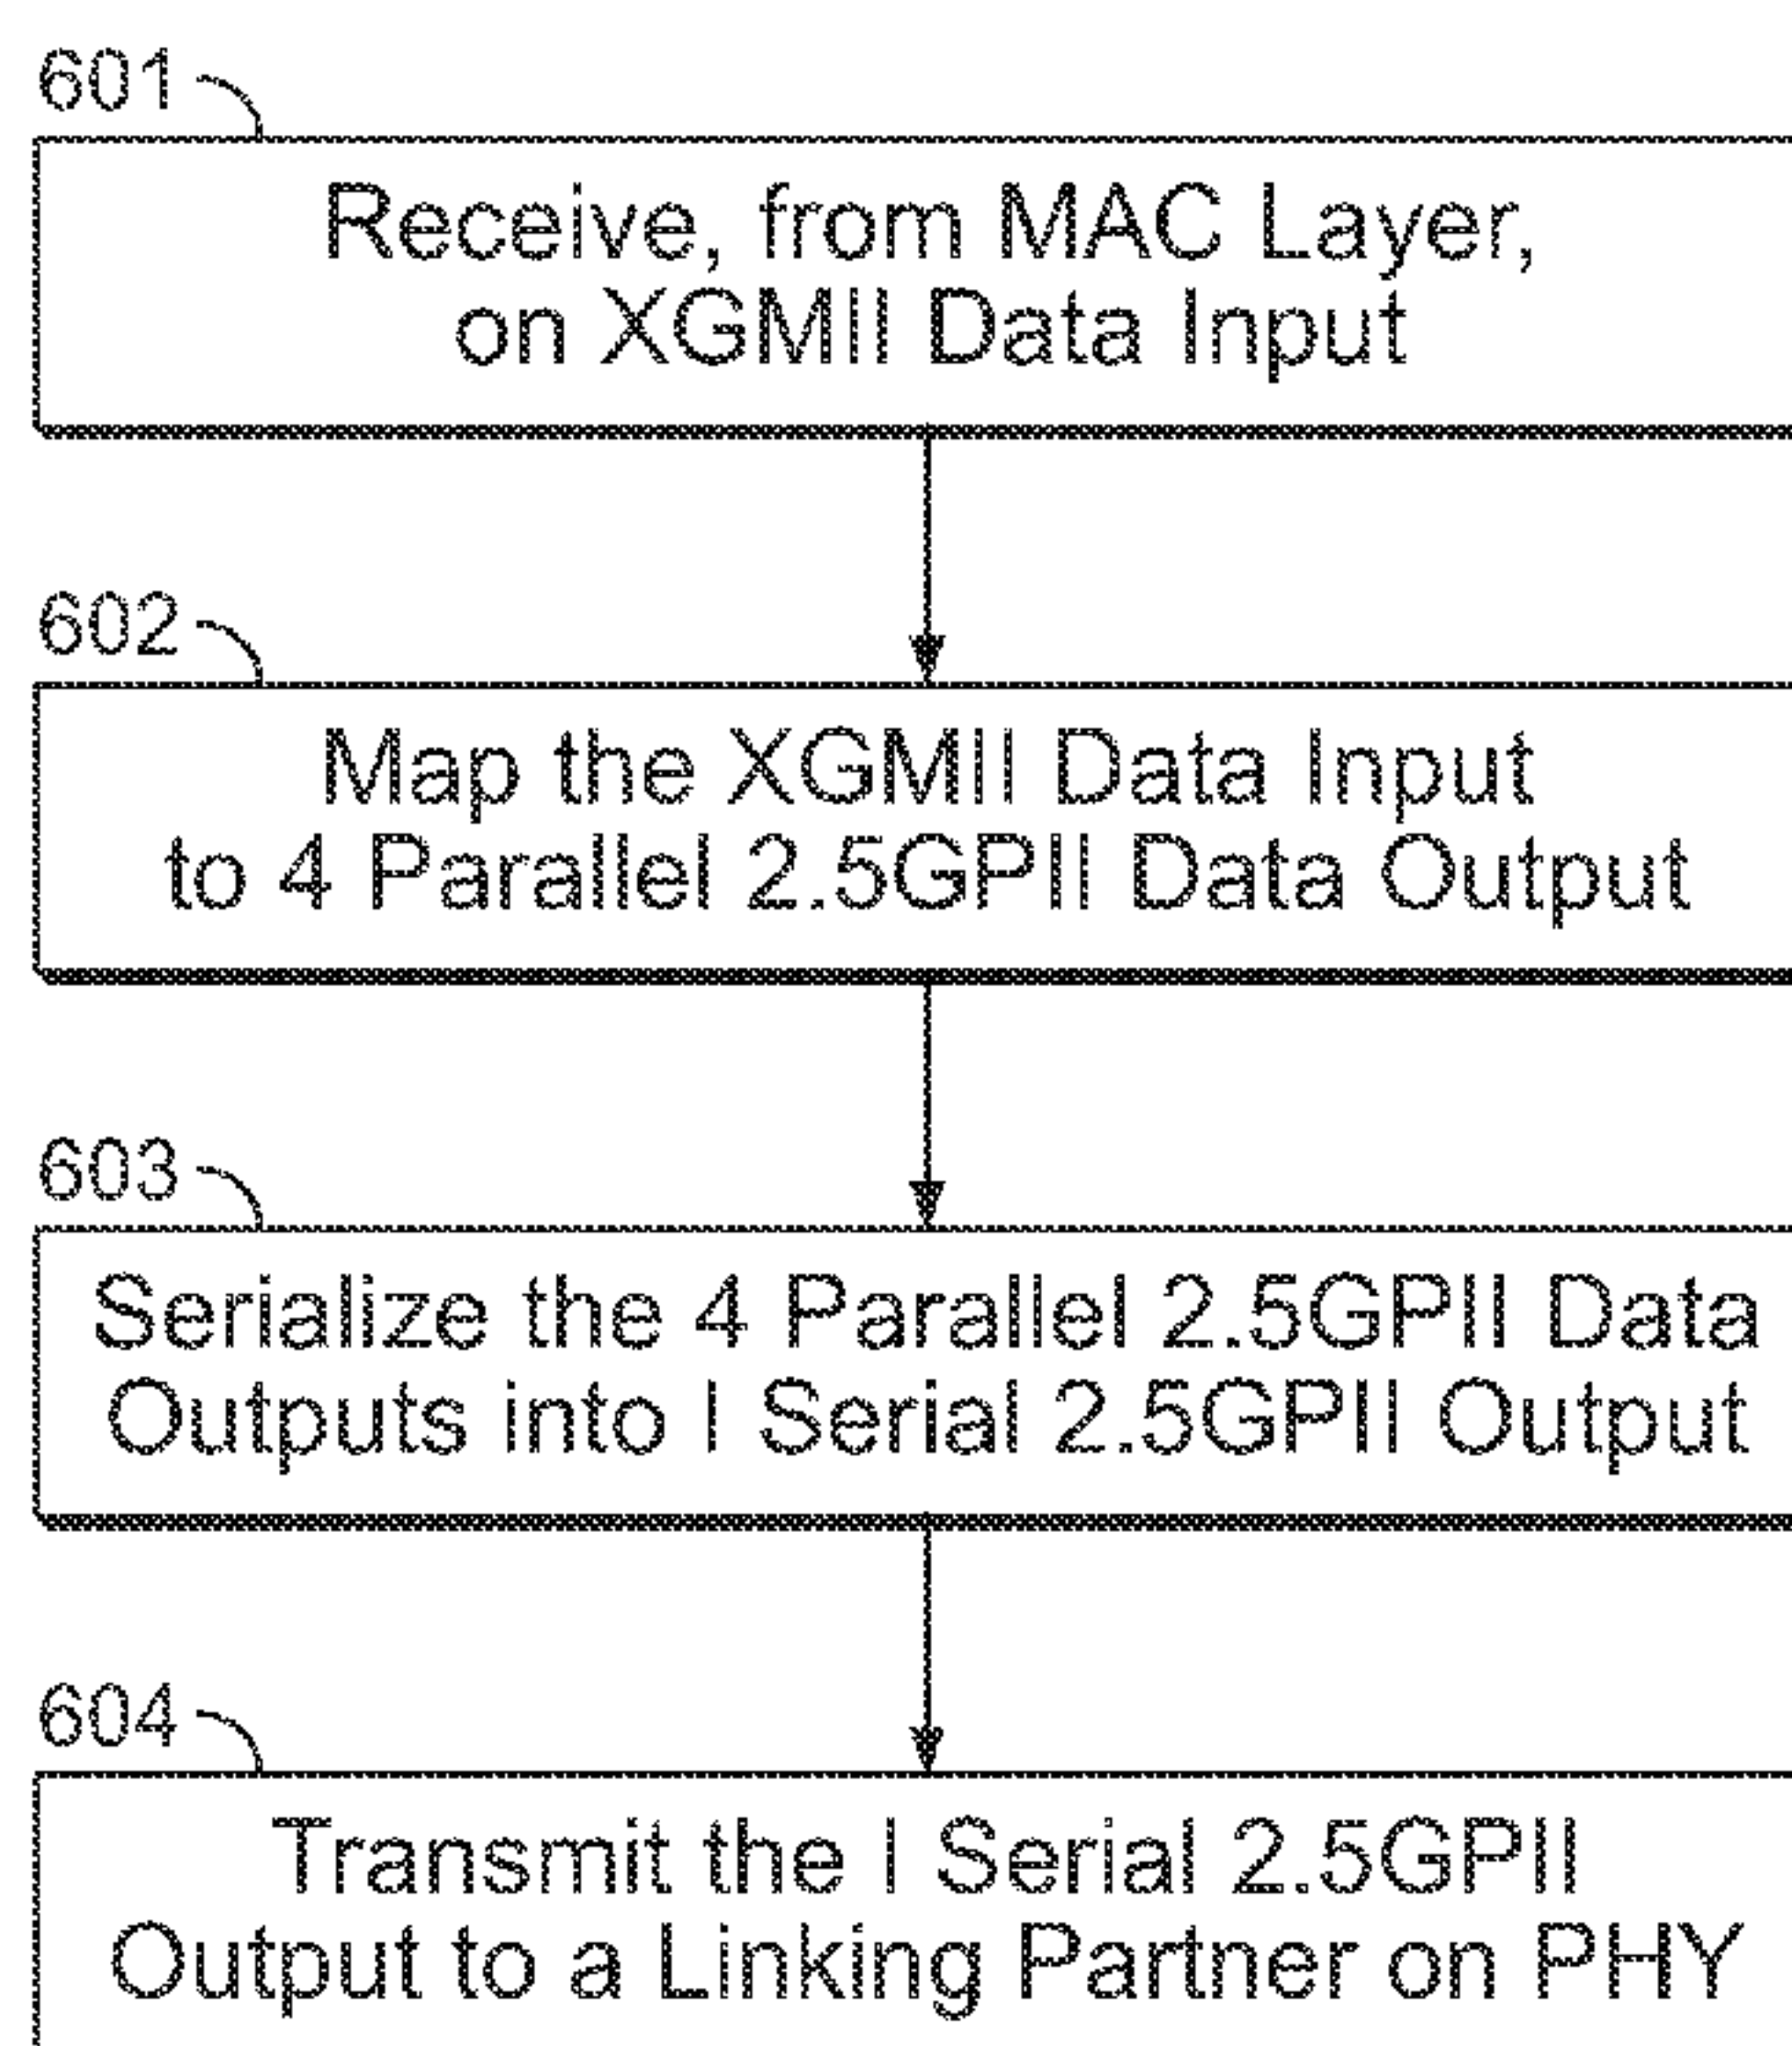 601
Receive, from MAC Layer,
on XGMII Data Input
602
Map the XGMII Data Input
to 4 Parallel 2.5GPII Data Output
603
Serialize the 4 Parallel 2.5GPII Data
Outputs into I Serial 2.5GPII Output
604
Transmit the I Serial 2.5GPII
Output to a Linking Partner on PHY